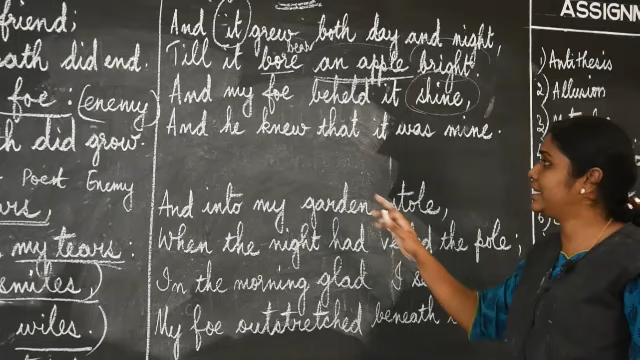 friend;
ath did end.
foe : (enemy)
h did grow.
Poet Enemy
rs,
my tears :
smiles,
wiles.
And it grew both day and night,
Till it bore an apple bright.
And my foe beheld it shine,
And he knew that it was mine.
And into my garden stole,
When the night had the pole;
In the morning glad I
My foe outstretched beneath
ASSIGNM
1) Antithesis
2) Allusion
3)